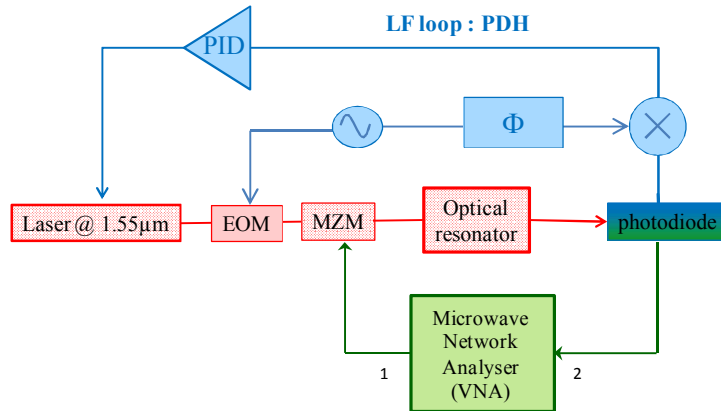 LF loop : PDH
PID
Φ
Laser @ 1.55µm
EOM
MZM
Optical
resonator
photodiode
Microwave
Network
Analyser
(VNA)
1
2